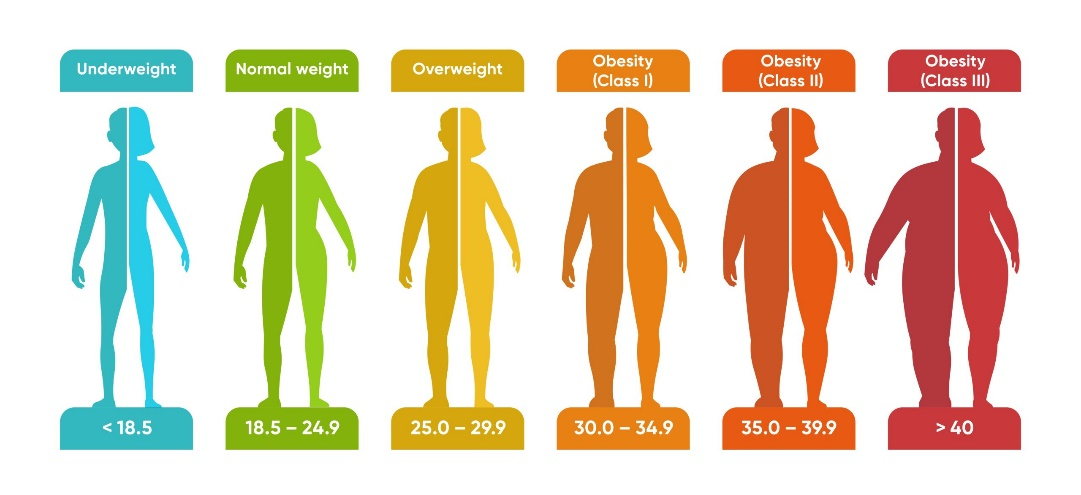 Underweight
Normal weight
Overweight
Obesity
(Class I)
Obesity
(Class II)
Obesity
(Class III)
< 18.5
18.5 – 24.9
25.0 – 29.9
30.0 – 34.9
35.0 – 39.9
> 40